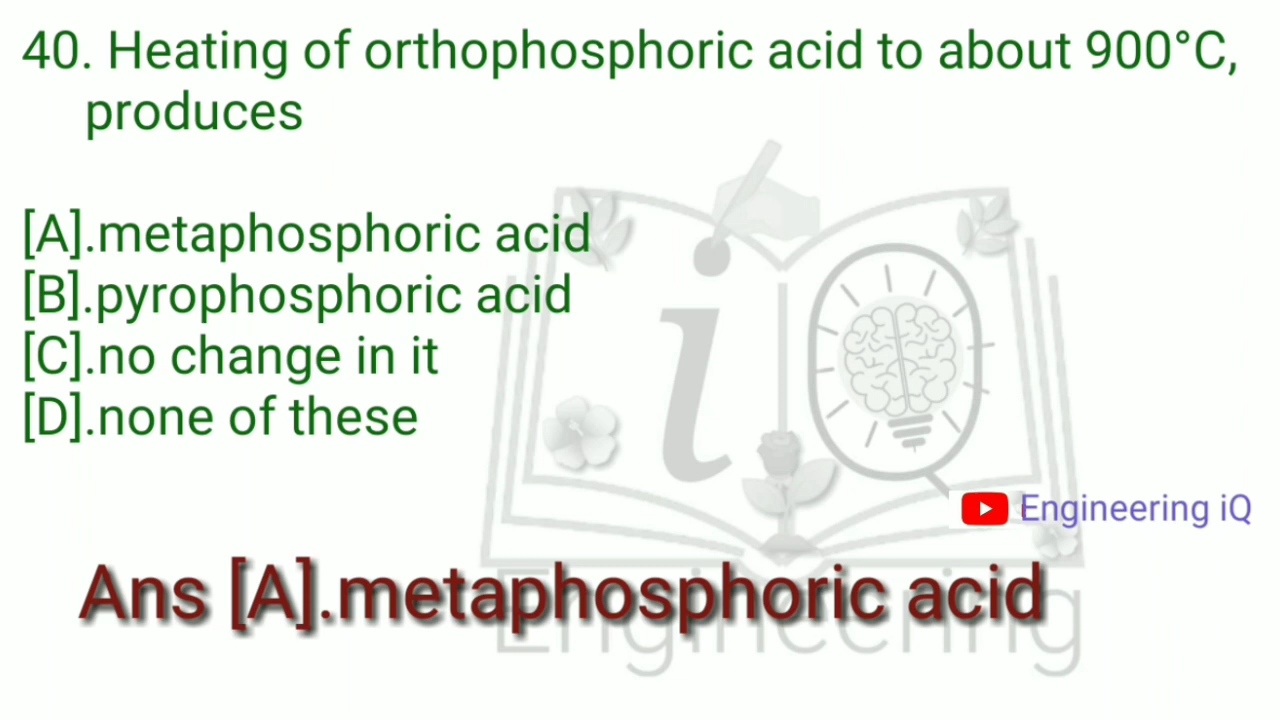 40. Heating of orthophosphoric acid to about 900°C,
produces
[A].metaphosphoric acid
[B].pyrophosphoric acid
[C].no change in it
[D].none of these
i
Engineering iQ
Ans [A].metaphosphoric acid
Engineering